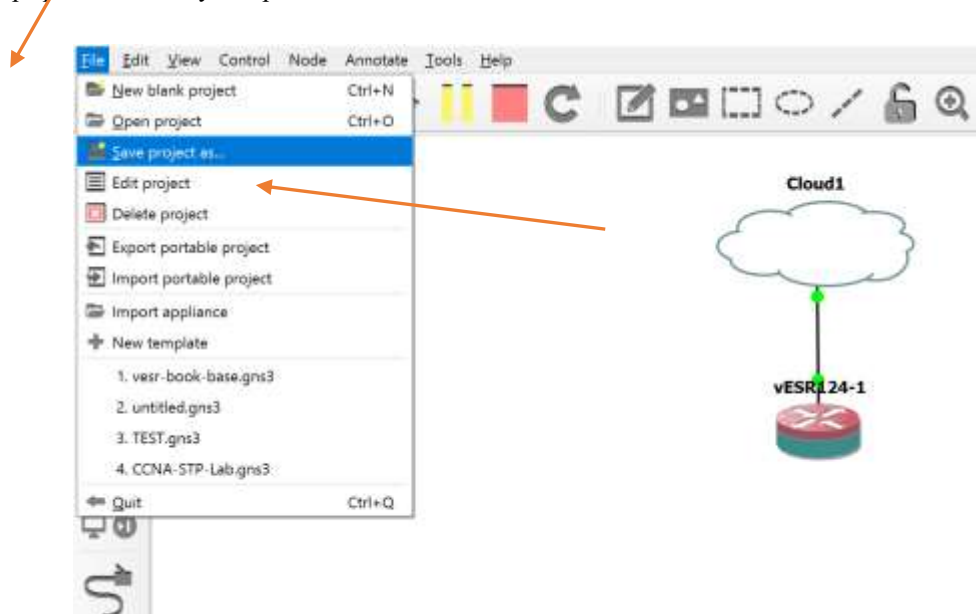 File Edit View Control Node Annotate Tools Help
New blank project Ctrl+N
Open project Ctrl+O
Save project as...
Edit project
Delete project
Export portable project
Import portable project
Import appliance
New template
1. vesr-book-base.gns3
2. untitled.gns3
3. TEST.gns3
4. CCNA-STP-Lab.gns3
Quit Ctrl+Q
Cloud1
vESR124-1